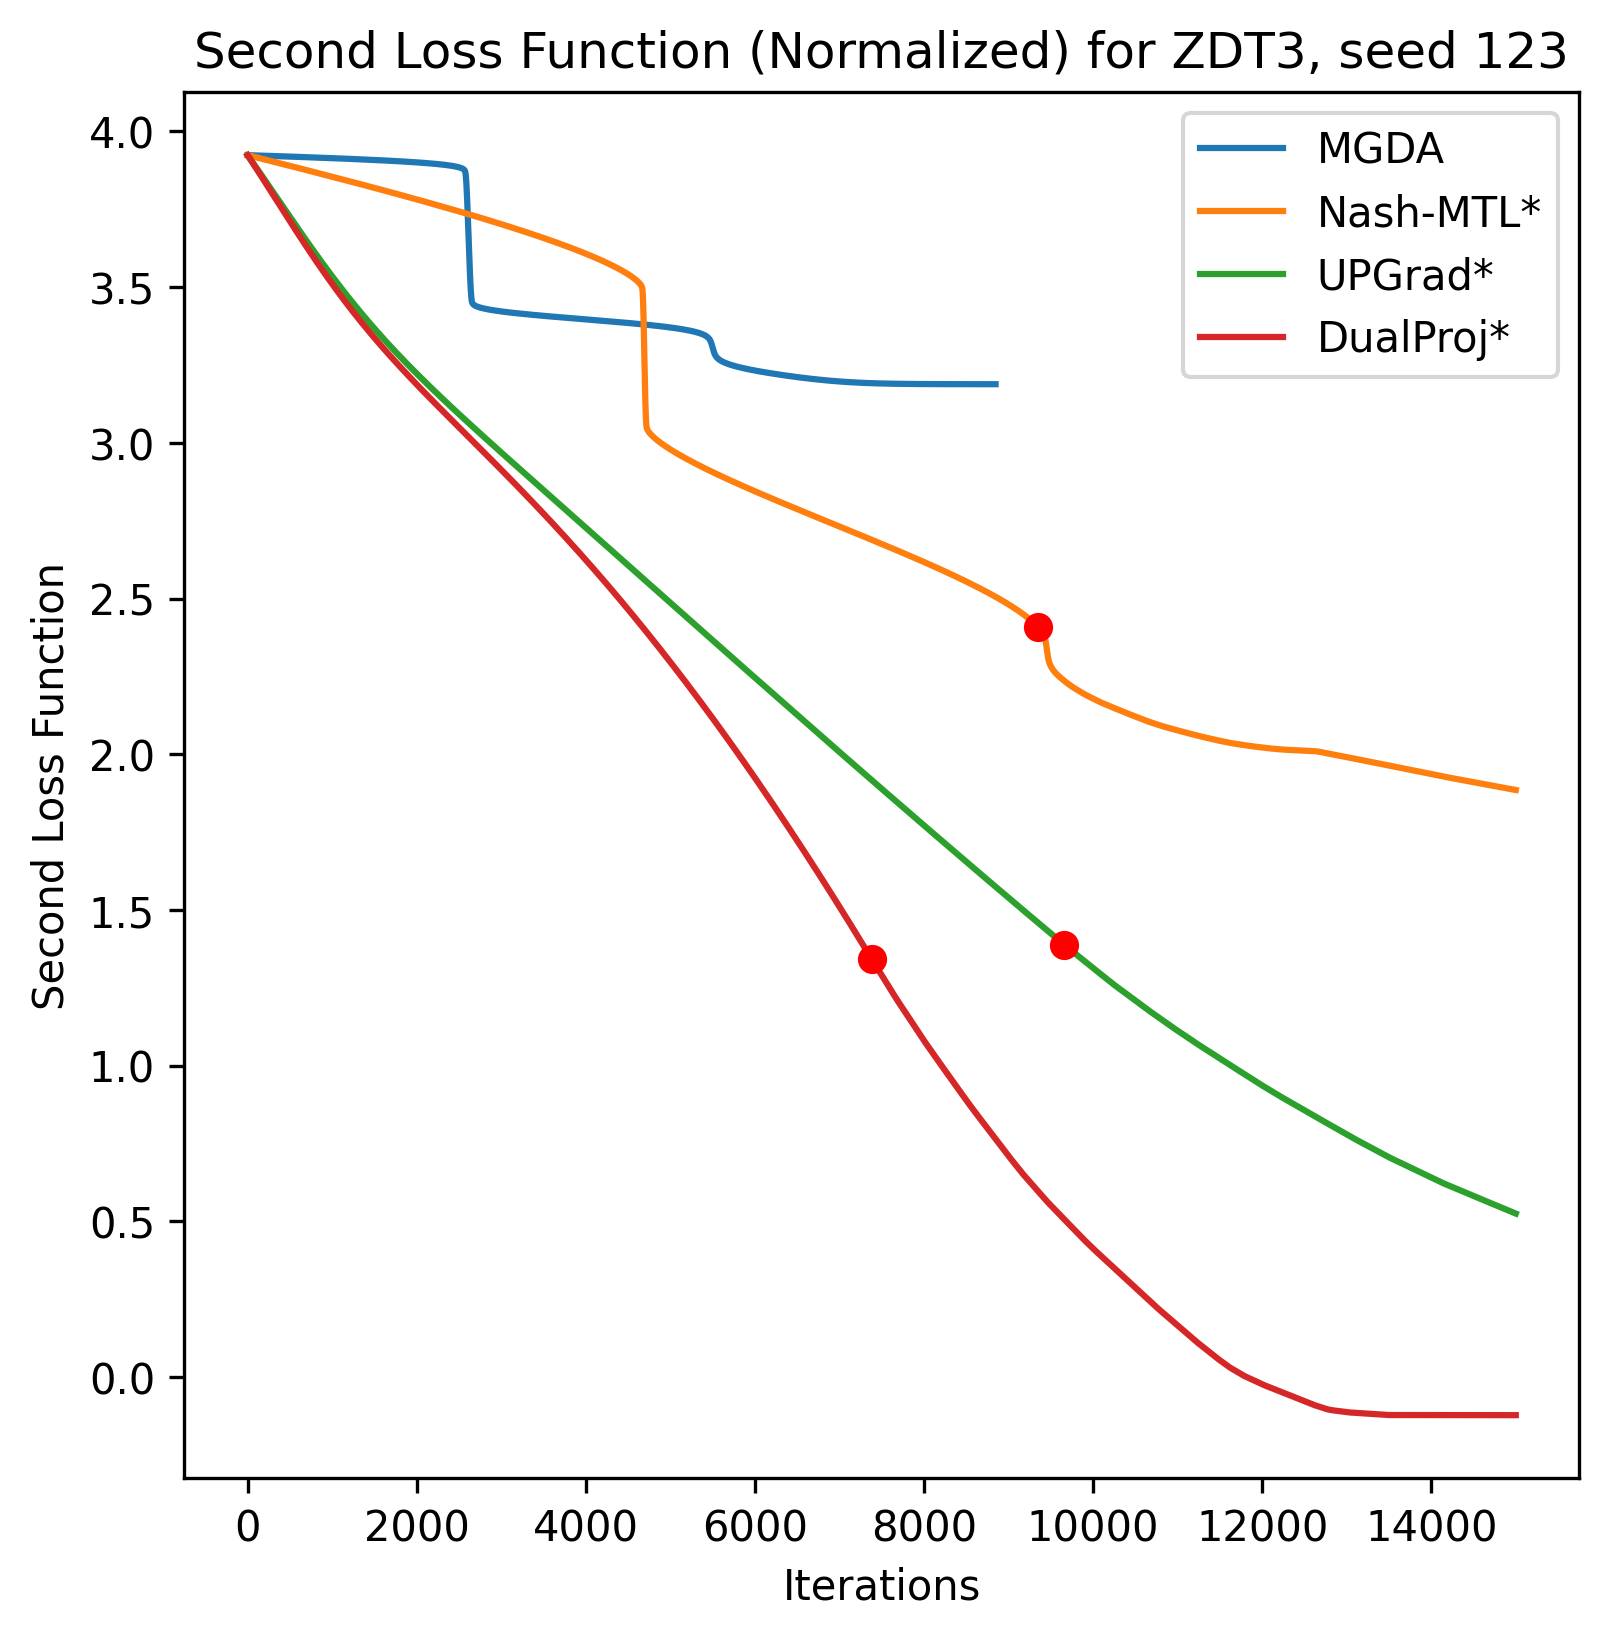 Second Loss Function (Normalized) for ZDT3, seed 123
MGDA
Nash-MTL*
UPGrad*
DualProj*
Second Loss Function
4.0
3.5
3.0
2.5
2.0
1.5
1.0
0.5
0.0
0 2000 4000 6000 8000 10000 12000 14000
Iterations